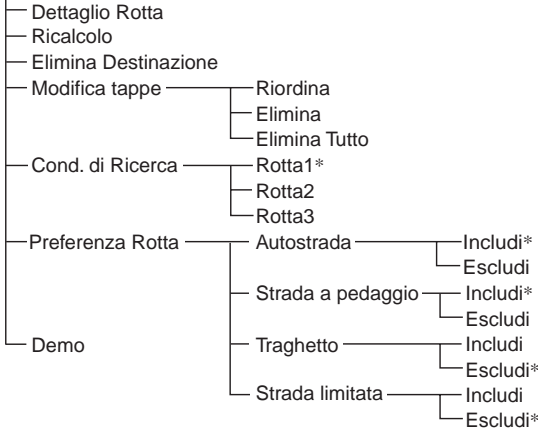 Dettaglio Rotta
Ricalcolo
Elimina Destinazione
Modifica tappe Riordina
Elimina
Elimina Tutto
Cond. di Ricerca Rotta1*
Rotta2
Rotta3
Preferenza Rotta Autostrada Includi*
Escludi
Strada a pedaggio Includi*
Escludi
Demo Traghetto Includi
Escludi*
Strada limitata Includi
Escludi*